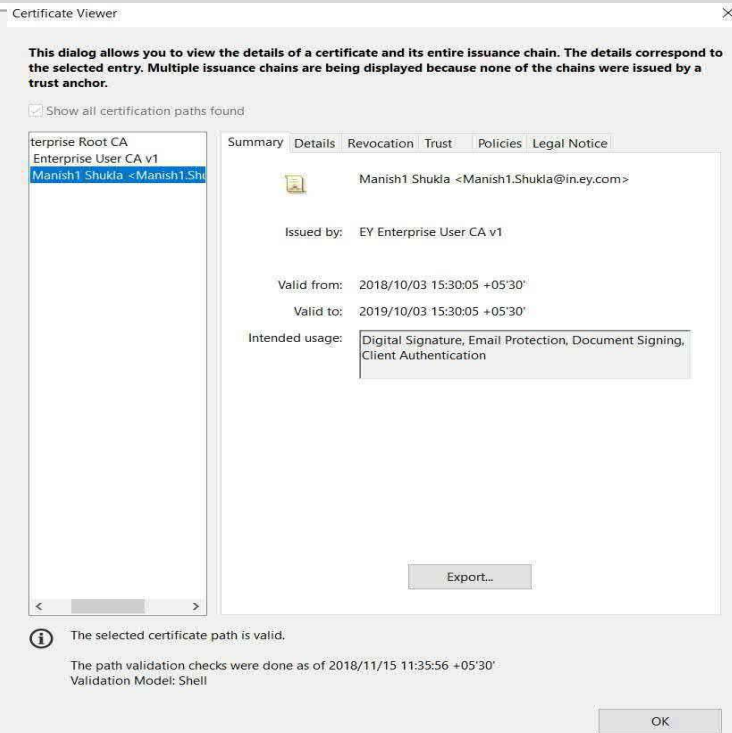 Certificate Viewer
This dialog allows you to view the details of a certificate and its entire issuance chain. The details correspond to
the selected entry. Multiple issuance chains are being displayed because none of the chains were issued by a
trust anchor.
Show all certification paths found
terprise Root CA
Enterprise User CA v1
Manish1 Shukla <Manish1.Shu
Summary Details Revocation Trust Policies Legal Notice
Manish1 Shukla <Manish1.Shukla@in.ey.com>
Issued by: EY Enterprise User CA v1
Valid from: 2018/10/03 15:30:05 +05'30'
Valid to: 2019/10/03 15:30:05 +05'30'
Intended usage: Digital Signature, Email Protection, Document Signing,
Client Authentication
Export...
The selected certificate path is valid.
The path validation checks were done as of 2018/11/15 11:35:56 +05'30'
Validation Model: Shell
OK